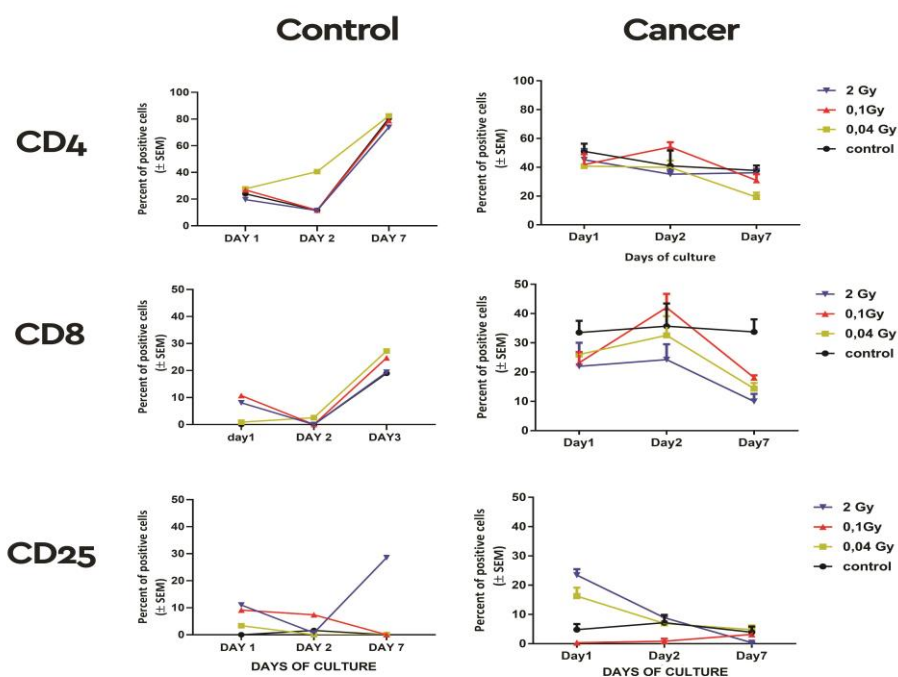 Control
Cancer
CD4
Percent of positive cells
(± SEM)
100
80
60
40
20
0
DAY 1 DAY 2 DAY 7
Percent of positive cells
(± SEM)
100
80
60
40
20
0
Day1 Day2 Day7
Days of culture
2 Gy
0,1Gy
0,04 Gy
control
CD8
Percent of positive cells
(± SEM)
50
40
30
20
10
0
day1 DAY 2 DAY3
Percent of positive cells
(± SEM)
50
40
30
20
10
0
Day1 Day2 Day7
2 Gy
0,1Gy
0,04 Gy
control
CD25
Percent of positive cells
(± SEM)
50
40
30
20
10
0
DAY 1 DAY 2 DAY 7
DAYS OF CULTURE
Percent of positive cells
(± SEM)
50
40
30
20
10
0
Day1 Day2 Day7
DAYS OF CULTURE
2 Gy
0,1Gy
0,04 Gy
control